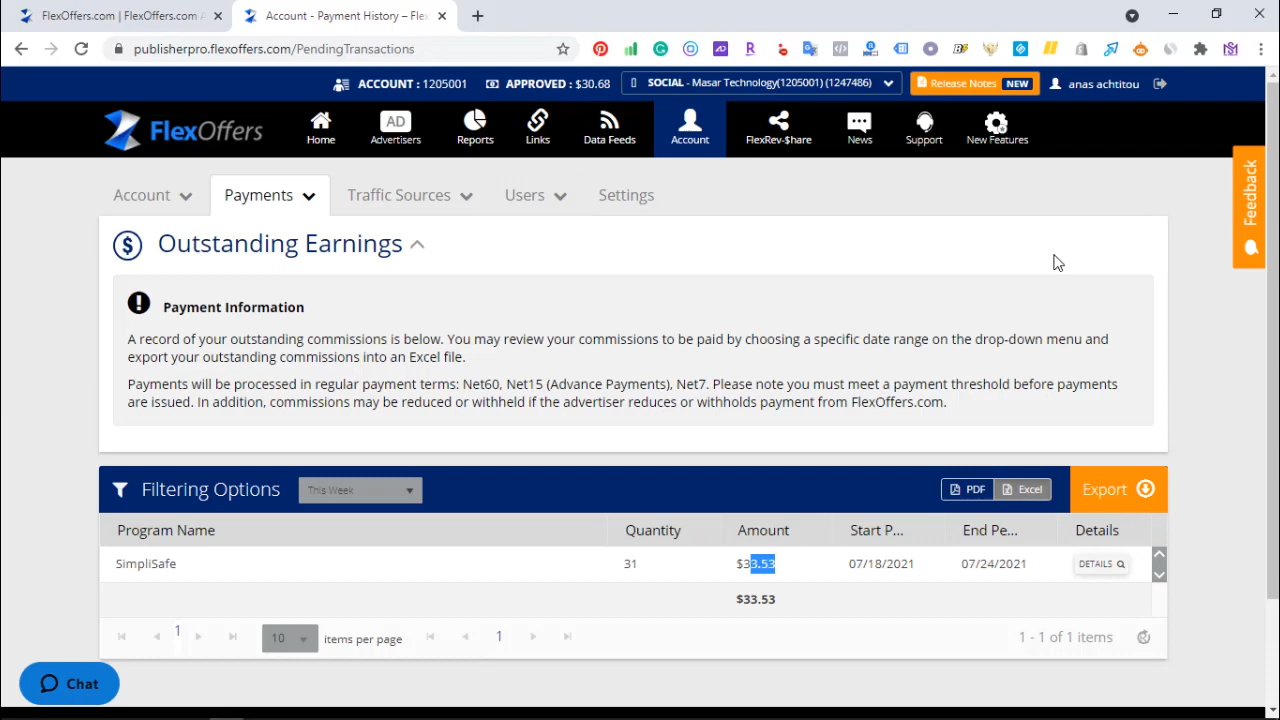 FlexOffers.com | FlexOffers.com
Account - Payment History – Flex
publisherpro.flexoffers.com/PendingTransactions
ACCOUNT : 1205001
APPROVED : $30.68
SOCIAL - Masar Technology(1205001) (1247486)
Release Notes NEW
anas achtitou
FlexOffers
Home
AD
Advertisers
Reports
Links
Data Feeds
Account
FlexRev-$hare
News
Support
New Features
Feedback
Account
Payments
Traffic Sources
Users
Settings
$ Outstanding Earnings
Payment Information
A record of your outstanding commissions is below. You may review your commissions to be paid by choosing a specific date range on the drop-down menu and
export your outstanding commissions into an Excel file.
Payments will be processed in regular payment terms: Net60, Net15 (Advance Payments), Net7. Please note you must meet a payment threshold before payments
are issued. In addition, commissions may be reduced or withheld if the advertiser reduces or withholds payment from FlexOffers.com.
Filtering Options
This Week
PDF
Excel
Export
Program Name Quantity Amount Start P... End Pe... Details
SimpliSafe 31 $33.53 07/18/2021 07/24/2021 DETAILS
$33.53
1
10 items per page
1
1 - 1 of 1 items
Chat